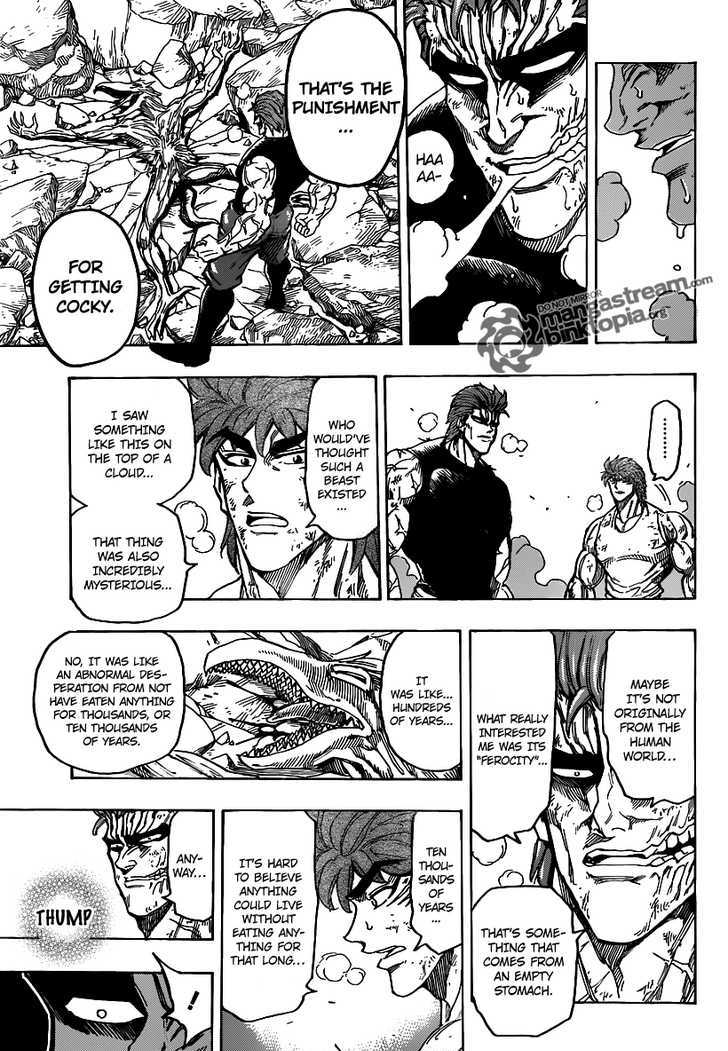 HAA
AA-
THAT'S THE
PUNISHMENT
...
FOR
GETTING
COCKY.
DO NOT MIRROR
mangastream.com
binktopia.org
.........
WHO
WOULD'VE
THOUGHT
SUCH A
BEAST
EXISTED
...
I SAW
SOMETHING
LIKE THIS ON
THE TOP OF
A CLOUD...
THAT THING
WAS ALSO
INCREDIBLY
MYSTERIOUS...
MAYBE
IT'S NOT
ORIGINALLY
FROM THE
HUMAN
WORLD...
WHAT REALLY
INTERESTED
ME WAS ITS
"FEROCITY"...
THAT'S SOME-
THING THAT
COMES FROM
AN EMPTY
STOMACH.
IT
WAS LIKE...
HUNDREDS
OF YEARS...
NO, IT WAS LIKE
AN ABNORMAL DES-
PERATION FROM NOT
HAVE EATEN ANYTHING
FOR THOUSANDS, OR
TEN THOUSANDS
OF YEARS.
TEN
THOU-
SANDS OF
YEARS
...
IT'S HARD
TO BELIEVE
ANYTHING
COULD LIVE
WITHOUT
EATING ANY-
THING FOR
THAT LONG...
ANY-
WAY...
THUMP
!